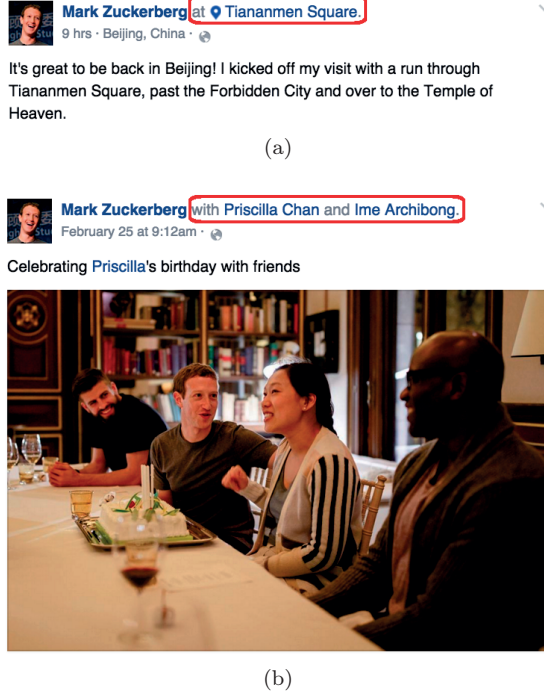 Mark Zuckerberg at Tiananmen Square.
9 hrs · Beijing, China ·
It's great to be back in Beijing! I kicked off my visit with a run through
Tiananmen Square, past the Forbidden City and over to the Temple of
Heaven.
(a)
Mark Zuckerberg with Priscilla Chan and Ime Archibong.
February 25 at 9:12am ·
Celebrating Priscilla's birthday with friends
(b)